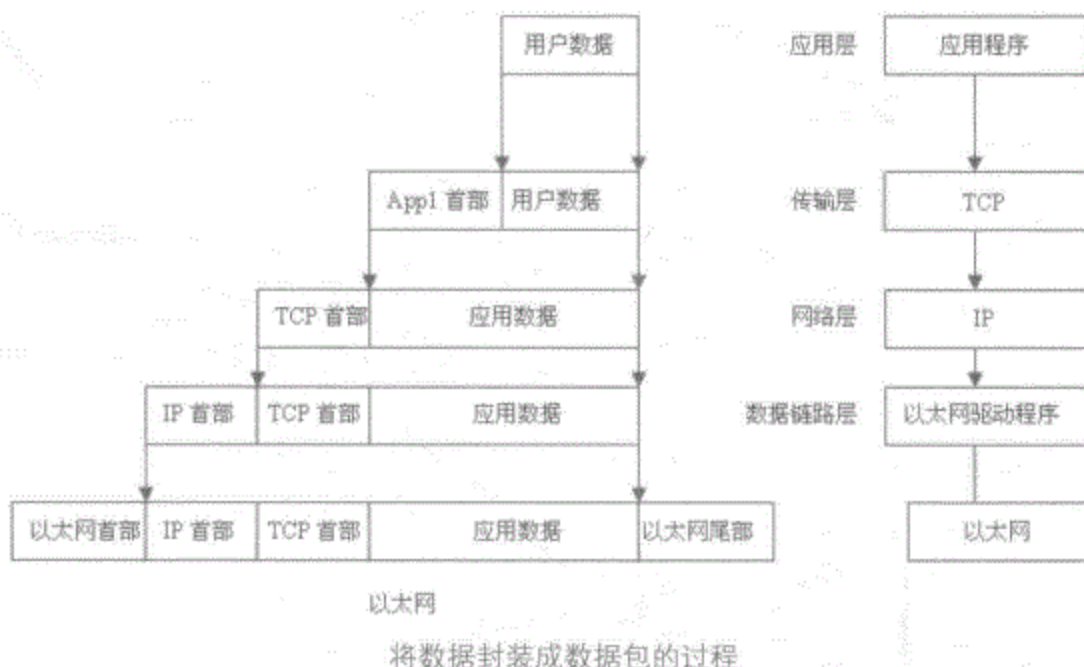 用户数据 应用层 应用程序
App1 首部 用户数据 传输层 TCP
TCP 首部 应用数据 网络层 IP
IP 首部 TCP 首部 应用数据 数据链路层 以太网驱动程序
以太网首部 IP 首部 TCP 首部 应用数据 以太网尾部 以太网
以太网
将数据封装成数据包的过程